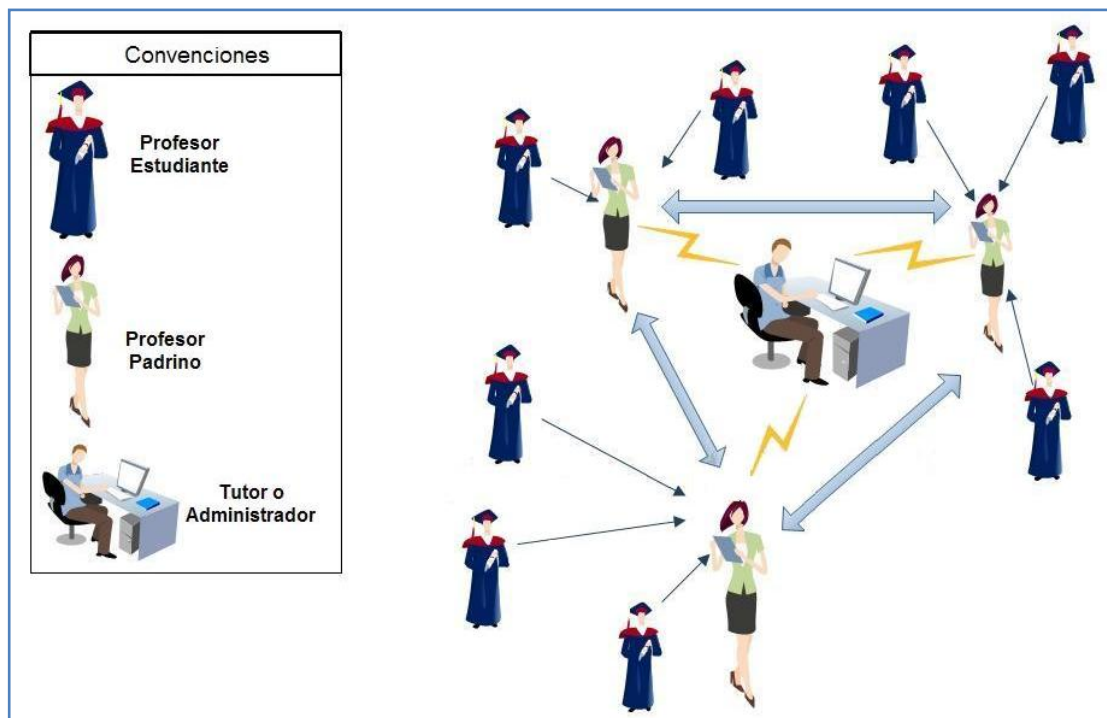 Convenciones
Profesor
Estudiante
Profesor
Padrino
Tutor o
Administrador